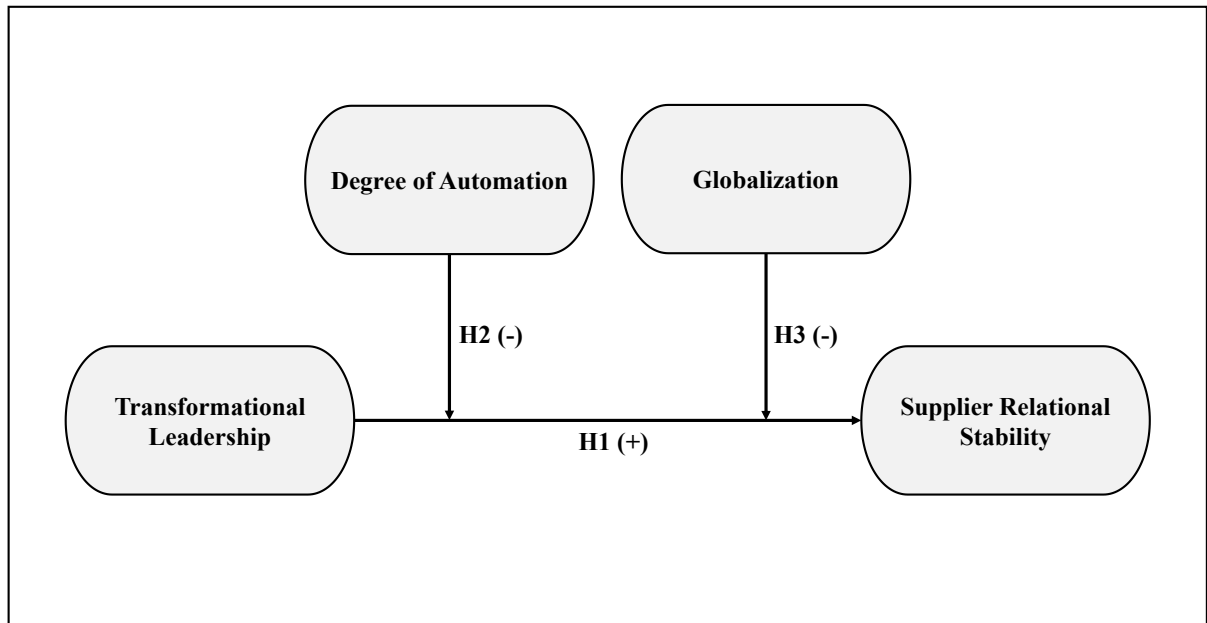 Degree of Automation
Globalization
H2 (-)
H3 (-)
Transformational
Leadership
H1 (+)
Supplier Relational
Stability